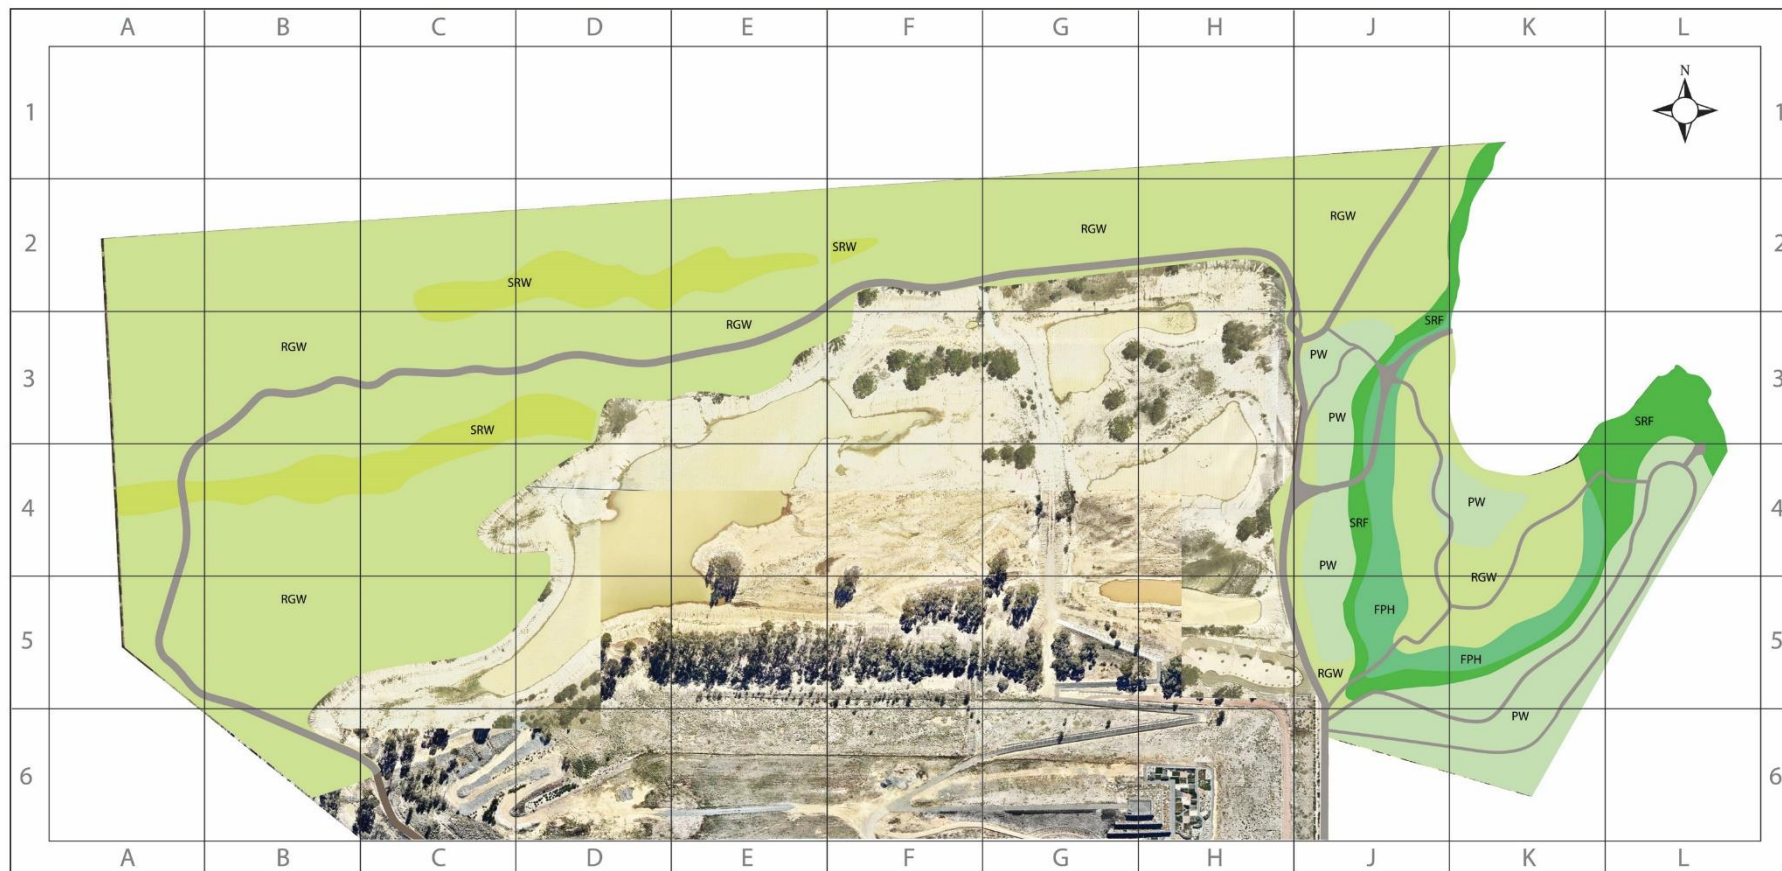 A B C D E F G H J K L
N
1 1
RGW RGW
2 SRW SRW 2
RGW RGW SRF
PW
3 3
PW
SRW SRF
PW
4 4
SRF
PW
RGW RGW
FPH
5 5
FPH
RGW
PW
6 6
A B C D E F G H J K L